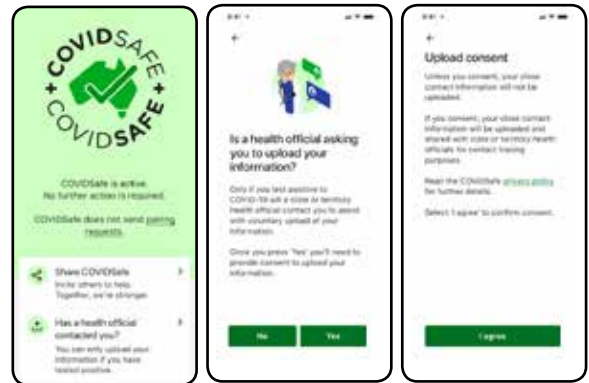 COVIDSAFE
COVIDSAFE
COVIDSafe is active.
No further action is required.
COVIDSafe does not send pairing
requests.
Share COVIDSafe
Invite others to help.
Together, we're stronger.
Has a health official
contacted you?
You can only upload your
information if you have
tested positive.
Is a health official asking
you to upload your
information?
Only if you test positive to
COVID-19 will a state or territory
health official contact you to assist
with voluntary upload of your
information.
Once you press 'Yes' you'll need to
provide consent to upload your
information.
No
Yes
Upload consent
Unless you consent, your close
contact information will not be
uploaded.
If you consent, your close contact
information will be uploaded and
shared with state or territory health
officials for contact tracing
purposes.
Read the COVIDSafe privacy policy
for further details.
Select 'I agree' to confirm consent.
I agree